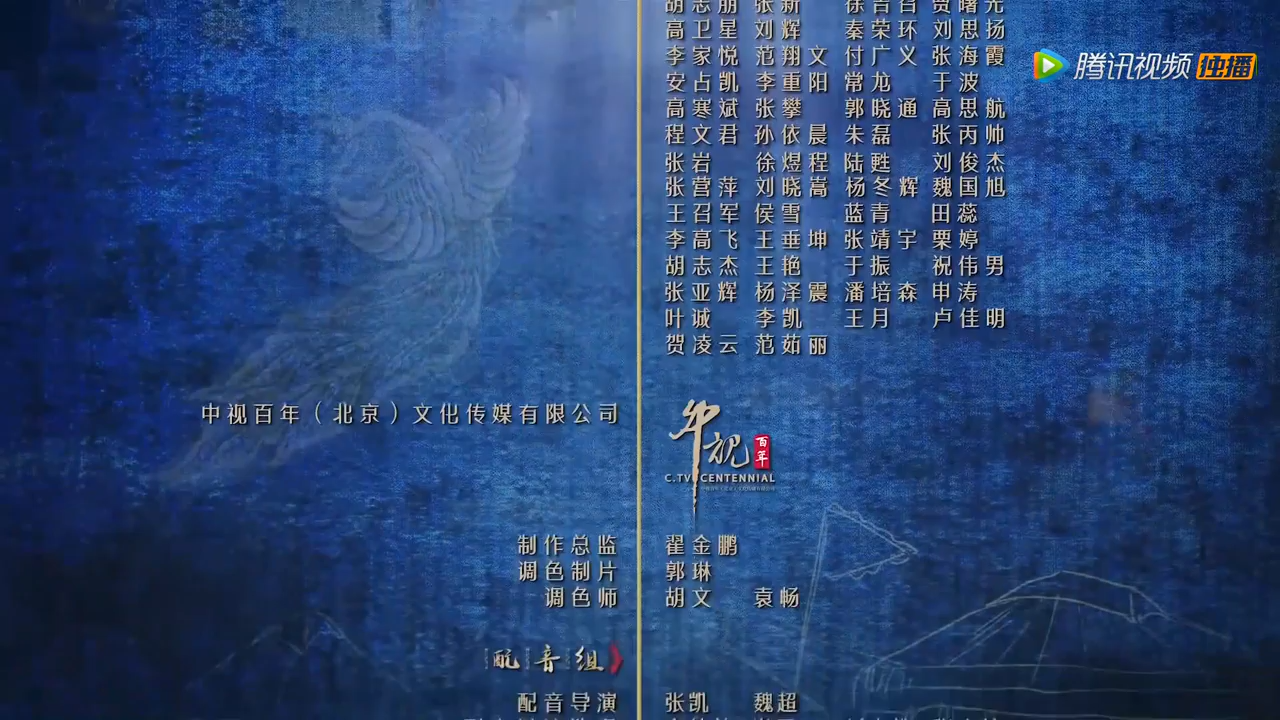 高卫星 刘辉 秦荣环 刘思扬
李家悦 范翔文 付广义 张海霞
腾讯视频 独播
安占凯 李重阳 常龙 于波
高寒斌 张攀 郭晓通 高思航
程文君 孙依晨 朱磊 张丙帅
张岩 徐煜程 陆甦 刘俊杰
张营萍 刘晓嵩 杨冬辉 魏国旭
王召军 侯雪 蓝青 田蕊
李高飞 王垂坤 张靖宇 栗婷
胡志杰 王艳 于振 祝伟男
张亚辉 杨泽震 潘培森 申涛
叶诚 李凯 王月 卢佳明
贺凌云 范茹丽
中视百年（北京）文化传媒有限公司
中视 百年
C.TV CENTENNIAL
制作总监 翟金鹏
调色制片 郭琳
调色师 胡文 袁畅
配音组
配音导演 张凯 魏超